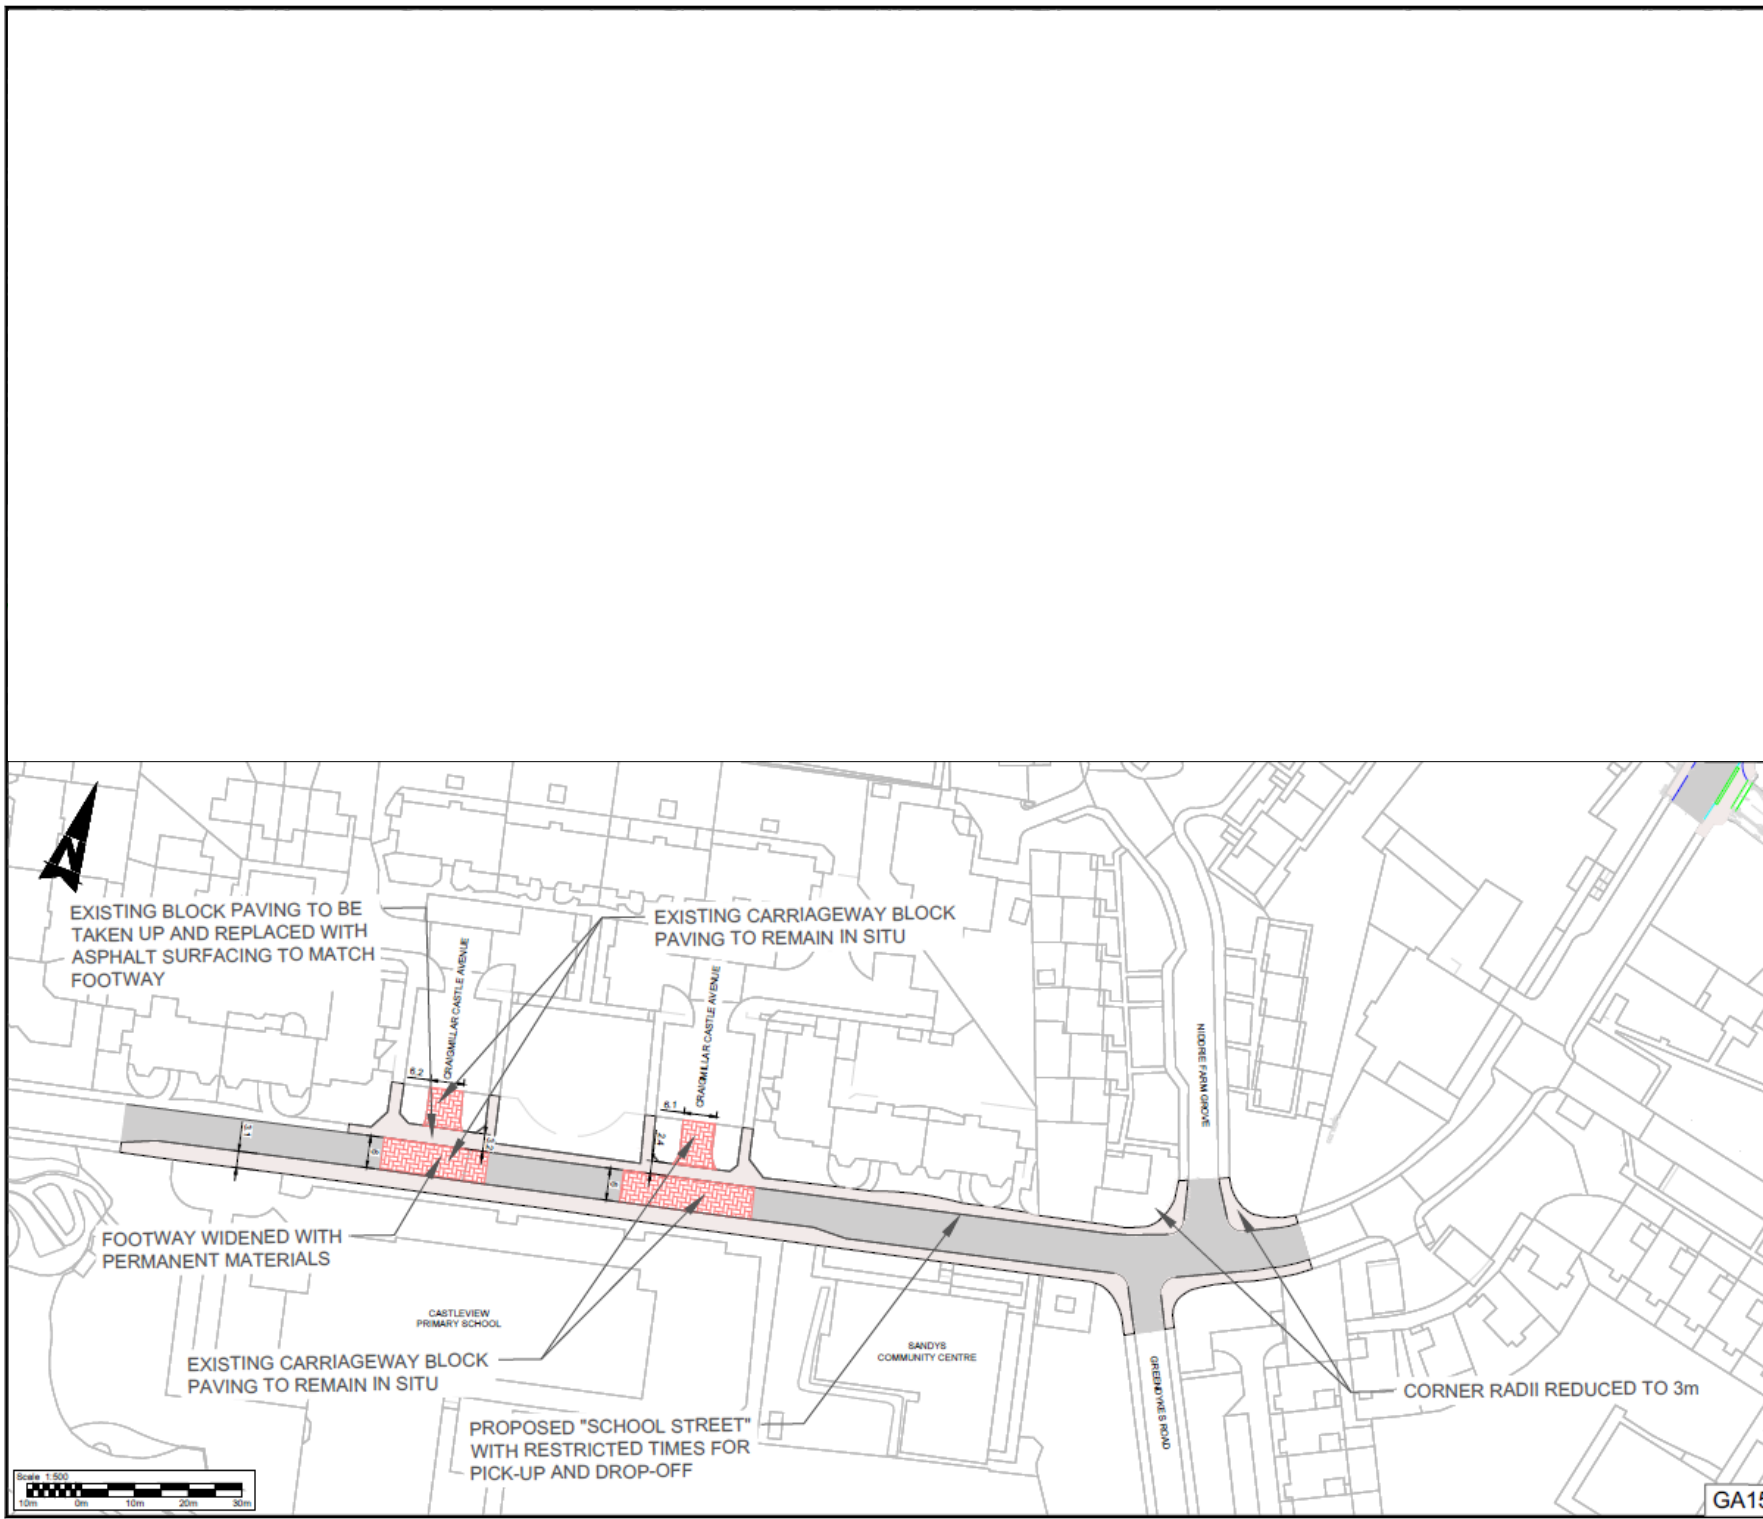 EXISTING BLOCK PAVING TO BE
TAKEN UP AND REPLACED WITH
ASPHALT SURFACING TO MATCH
FOOTWAY
EXISTING CARRIAGEWAY BLOCK
PAVING TO REMAIN IN SITU
CRAIGMILLAR CASTLE AVENUE
CRAIGMILLAR CASTLE AVENUE
NIDDRIE FARM GROVE
6.2
6.1
3.1
6
3.2
2.4
6
FOOTWAY WIDENED WITH
PERMANENT MATERIALS
CASTLEVIEW
PRIMARY SCHOOL
SANDYS
COMMUNITY CENTRE
EXISTING CARRIAGEWAY BLOCK
PAVING TO REMAIN IN SITU
GREENDYKES ROAD
CORNER RADII REDUCED TO 3m
PROPOSED "SCHOOL STREET"
WITH RESTRICTED TIMES FOR
PICK-UP AND DROP-OFF
Scale 1:500
10m 0m 10m 20m 30m
GA15
N